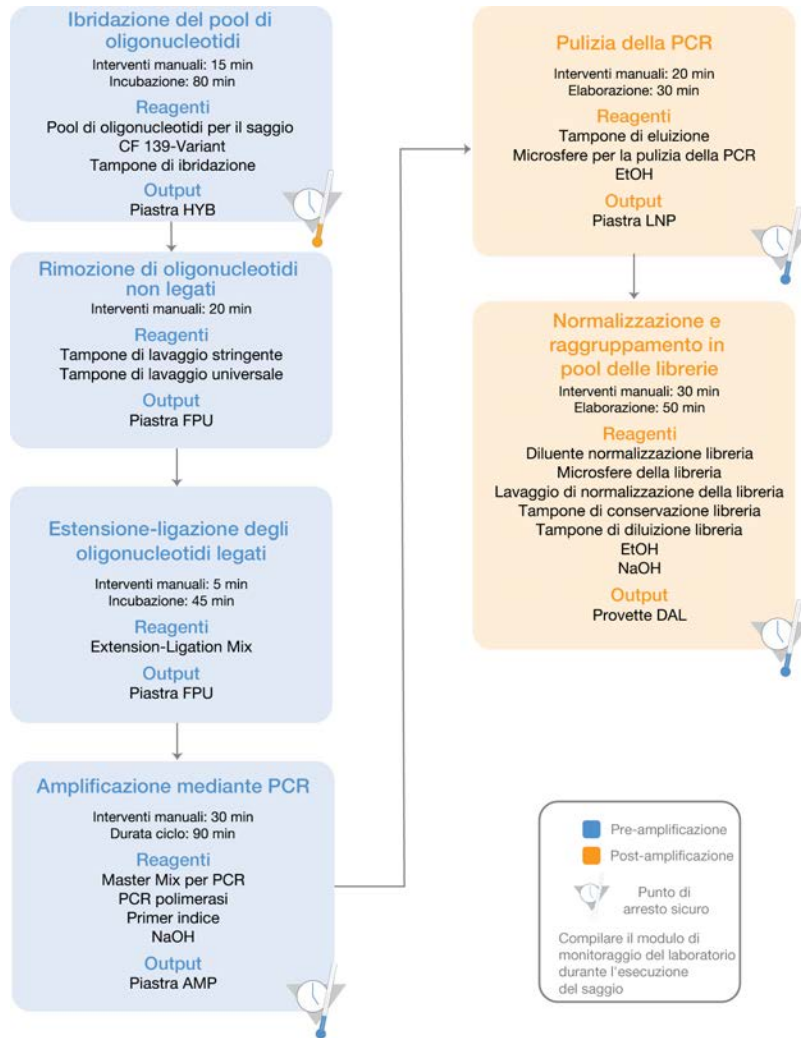 Ibridazione del pool di
oligonucleotidi
Interventi manuali: 15 min
Incubazione: 80 min
Reagenti
Pool di oligonucleotidi per il saggio
CF 139-Variant
Tampone di ibridazione
Output
Piastra HYB
Rimozione di oligonucleotidi
non legati
Interventi manuali: 20 min
Reagenti
Tampone di lavaggio stringente
Tampone di lavaggio universale
Output
Piastra FPU
Estensione-ligazione degli
oligonucleotidi legati
Interventi manuali: 5 min
Incubazione: 45 min
Reagenti
Extension-Ligation Mix
Output
Piastra FPU
Amplificazione mediante PCR
Interventi manuali: 30 min
Durata ciclo: 90 min
Reagenti
Master Mix per PCR
PCR polimerasi
Primer indice
NaOH
Output
Piastra AMP
Pulizia della PCR
Interventi manuali: 20 min
Elaborazione: 30 min
Reagenti
Tampone di eluizione
Microsfere per la pulizia della PCR
EtOH
Output
Piastra LNP
Normalizzazione e
raggruppamento in
pool delle librerie
Interventi manuali: 30 min
Elaborazione: 50 min
Reagenti
Diluente normalizzazione libreria
Microsfere della libreria
Lavaggio di normalizzazione della libreria
Tampone di conservazione libreria
Tampone di diluizione libreria
EtOH
NaOH
Output
Provette DAL
Pre-amplificazione
Post-amplificazione
Punto di
arresto sicuro
Compilare il modulo di
monitoraggio del laboratorio
durante l'esecuzione
del saggio